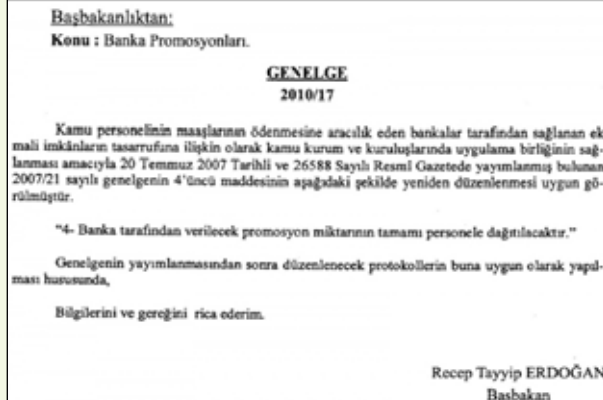 Başbakanlıktan:
Konu : Banka Promosyonları.
GENELGE
2010/17
Kamu personelinin maaşlarının ödenmesine aracılık eden bankalar tarafından sağlanan ek
mali imkânların tasarrufuna ilişkin olarak kamu kurum ve kuruluşlarında uygulama birliğinin sağ-
lanması amacıyla 20 Temmuz 2007 Tarihli ve 26588 Sayılı Resmî Gazetede yayımlanmış bulunan
2007/21 sayılı genelgenin 4'üncü maddesinin aşağıdaki şekilde yeniden düzenlenmesi uygun gö-
rülmüştür.
"4- Banka tarafından verilecek promosyon miktarının tamamı personele dağıtılacaktır."
Genelgenin yayımlanmasından sonra düzenlenecek protokollerin buna uygun olarak yapıl-
ması hususunda,
Bilgilerini ve gereğini rica ederim.
Recep Tayyip ERDOĞAN
Başbakan